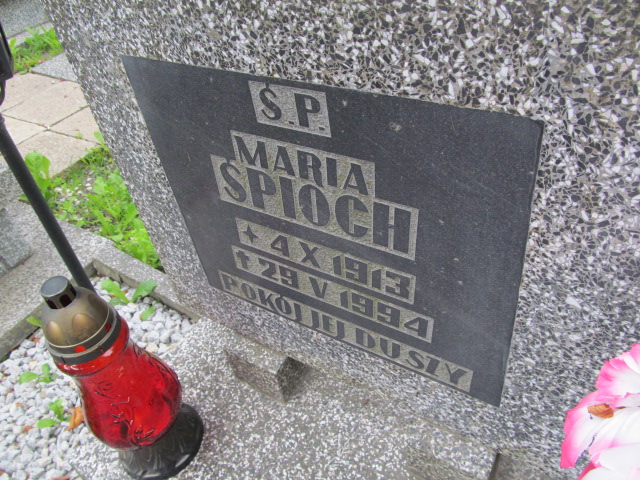 Ś.P.
MARIA
ŚPIOCH
* 4 X 1913
✝ 29 V 1994
POKÓJ JEJ DUSZY